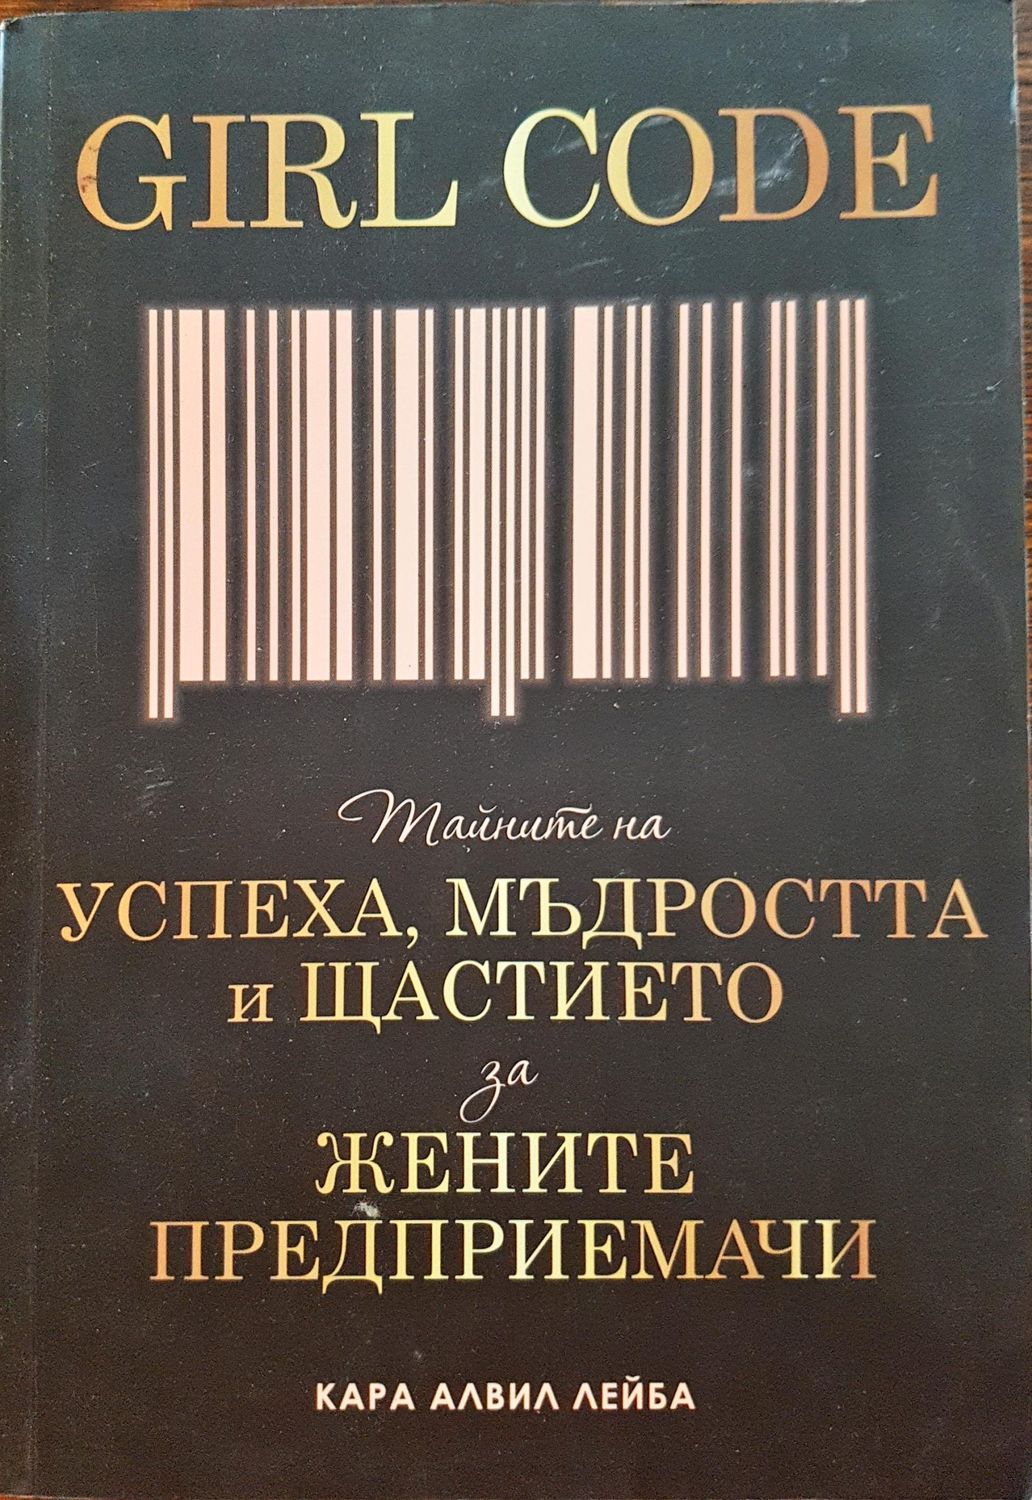 GIRL CODE
Тайните на
УСПЕХА, МЪДРОСТТА
и ЩАСТИЕТО
за
ЖЕНИТЕ
ПРЕДПРИЕМАЧИ
КАРА АЛВИЛ ЛЕЙБА